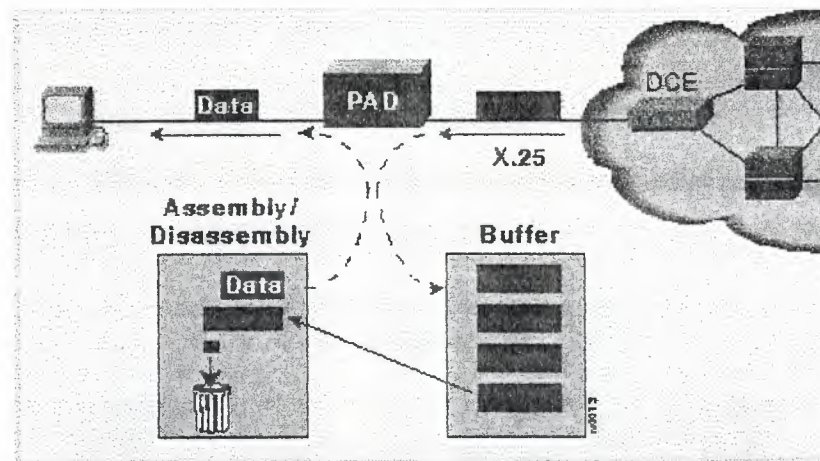 Data
PAD
DCE
X.25
Assembly/
Disassembly
Buffer
Data